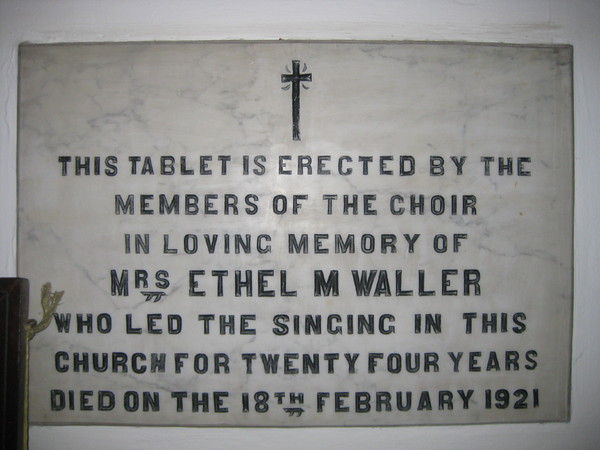 THIS TABLET IS ERECTED BY THE
MEMBERS OF THE CHOIR
IN LOVING MEMORY OF
MRS ETHEL M WALLER
WHO LED THE SINGING IN THIS
CHURCH FOR TWENTY FOUR YEARS
DIED ON THE 18TH FEBRUARY 1921